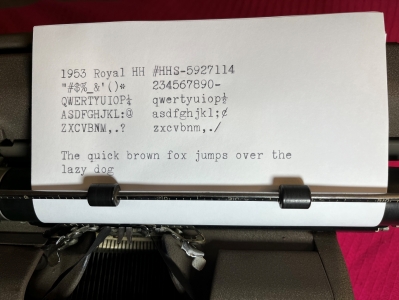 1953 Royal HH #HHS-5927114
"#$%_&'()* 234567890-
QWERTYUIOP¼ qwertyuiop½
ASDFGHJKL:@ asdfghjkl;¢
ZXCVBNM,.? zxcvbnm,./
The quick brown fox jumps over the
lazy dog